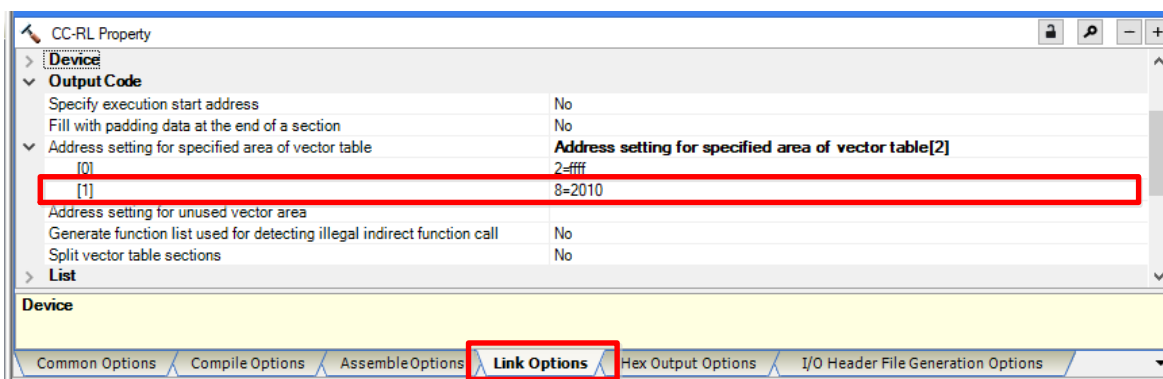 CC-RL Property
Device
Output Code
Specify execution start address No
Fill with padding data at the end of a section No
Address setting for specified area of vector table Address setting for specified area of vector table[2]
[0] 2=ffff
[1] 8=2010
Address setting for unused vector area
Generate function list used for detecting illegal indirect function call No
Split vector table sections No
List
Device
Common Options Compile Options Assemble Options Link Options Hex Output Options I/O Header File Generation Options